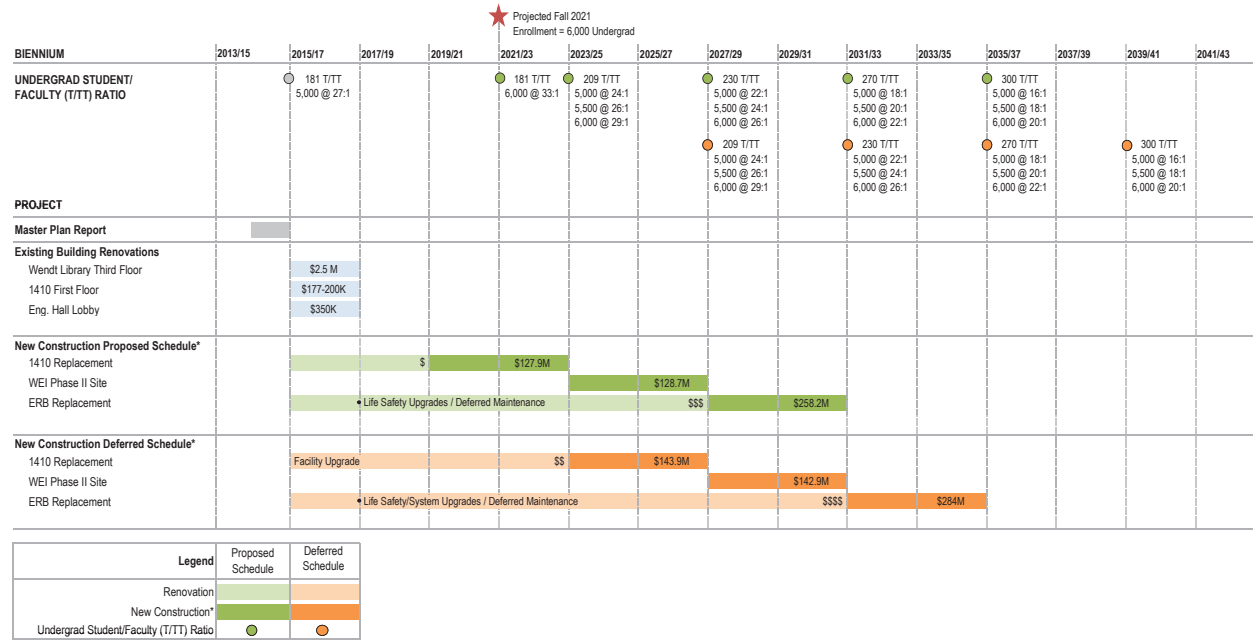 Projected Fall 2021
Enrollment = 6,000 Undergrad
BIENNIUM 2013/15 2015/17 2017/19 2019/21 2021/23 2023/25 2025/27 2027/29 2029/31 2031/33 2033/35 2035/37 2037/39 2039/41 2041/43
UNDERGRAD STUDENT/ 181 T/TT 181 T/TT 209 T/TT 230 T/TT 270 T/TT 300 T/TT
FACULTY (T/TT) RATIO 5,000 @ 27:1 6,000 @ 33:1 5,000 @ 24:1 5,000 @ 22:1 5,000 @ 18:1 5,000 @ 16:1
5,500 @ 26:1 5,500 @ 24:1 5,500 @ 20:1 5,500 @ 18:1
6,000 @ 29:1 6,000 @ 26:1 6,000 @ 22:1 6,000 @ 20:1
209 T/TT 230 T/TT 270 T/TT 300 T/TT
5,000 @ 24:1 5,000 @ 22:1 5,000 @ 18:1 5,000 @ 16:1
5,500 @ 26:1 5,500 @ 24:1 5,500 @ 20:1 5,500 @ 18:1
6,000 @ 29:1 6,000 @ 26:1 6,000 @ 22:1 6,000 @ 20:1
PROJECT
Master Plan Report
Existing Building Renovations
Wendt Library Third Floor $2.5 M
1410 First Floor $177-200K
Eng. Hall Lobby $350K
New Construction Proposed Schedule*
1410 Replacement $ $127.9M
WEI Phase II Site $128.7M
ERB Replacement • Life Safety Upgrades / Deferred Maintenance $$$ $258.2M
New Construction Deferred Schedule*
1410 Replacement Facility Upgrade $$ $143.9M
WEI Phase II Site $142.9M
ERB Replacement • Life Safety/System Upgrades / Deferred Maintenance $$$$ $284M
Legend Proposed Schedule Deferred Schedule
Renovation
New Construction*
Undergrad Student/Faculty (T/TT) Ratio